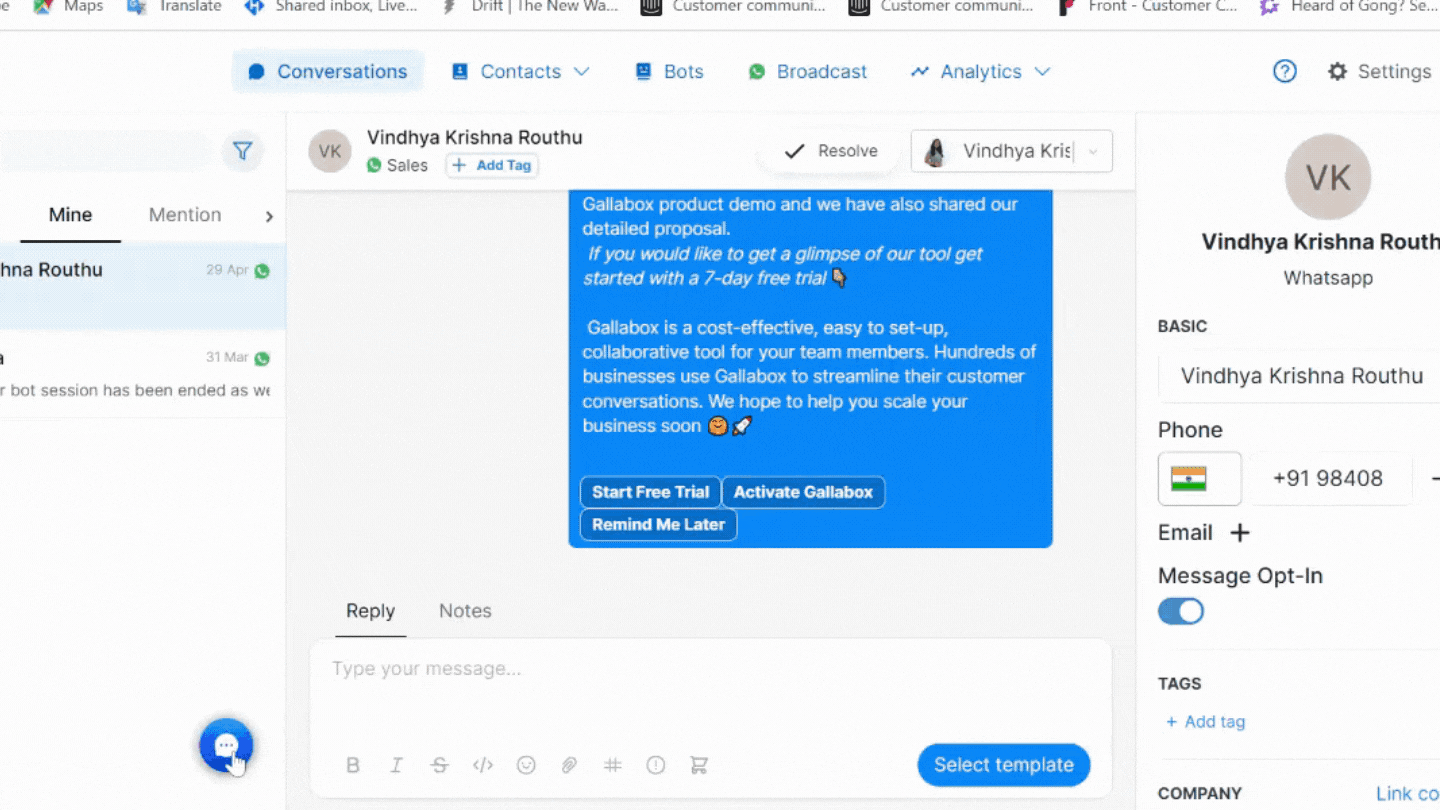 Maps
Translate
Shared inbox, Live...
Drift | The New Wa...
Customer communi...
Customer communi...
Front - Customer C...
Heard of Gong? Se...
Conversations
Contacts
Bots
Broadcast
Analytics
Settings
Mine
Mention
hna Routhu
29 Apr
a
31 Mar
r bot session has been ended as we
VK
Vindhya Krishna Routhu
Sales
+ Add Tag
Resolve
Vindhya Kris
Gallabox product demo and we have also shared our
detailed proposal.
If you would like to get a glimpse of our tool get
started with a 7-day free trial👇🏿
Gallabox is a cost-effective, easy to set-up,
collaborative tool for your team members. Hundreds of
businesses use Gallabox to streamline their customer
conversations. We hope to help you scale your
business soon 🤗🚀
Start Free Trial
Activate Gallabox
Remind Me Later
Reply
Notes
Type your message...
B I S </> #
Select template
VK
Vindhya Krishna Routh
Whatsapp
BASIC
Vindhya Krishna Routhu
Phone
+91 98408
Email +
Message Opt-In
TAGS
+ Add tag
COMPANY
Link co